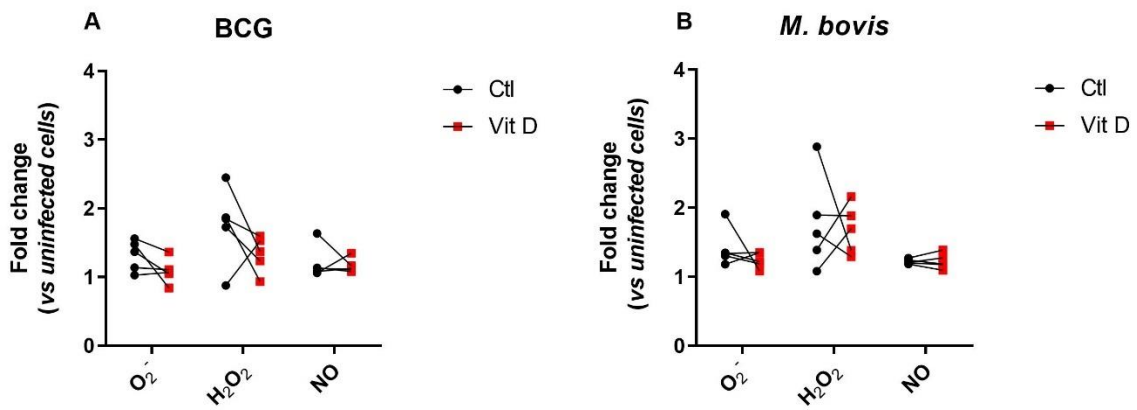 A
BCG
4
3
2
1
0
Fold change
(vs uninfected cells)
O₂⁻
H₂O₂
NO
Ctl
Vit D
B
M. bovis
4
3
2
1
0
Fold change
(vs uninfected cells)
O₂⁻
H₂O₂
NO
Ctl
Vit D